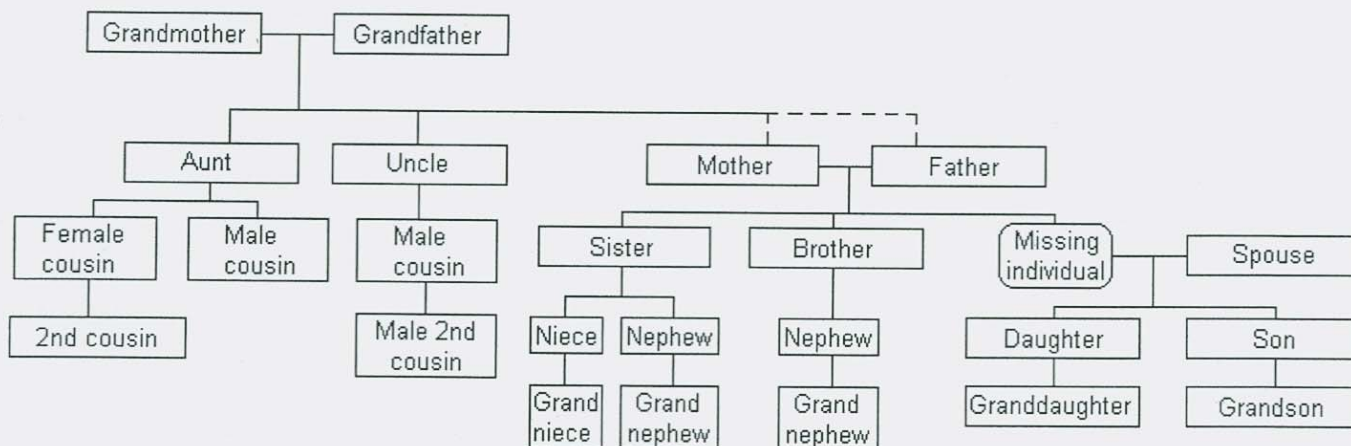 Grandmother
Grandfather
Aunt
Uncle
Mother
Father
Female
cousin
Male
cousin
Male
cousin
Sister
Brother
Missing
individual
Spouse
2nd cousin
Male 2nd
cousin
Niece
Nephew
Nephew
Daughter
Son
Grand
niece
Grand
nephew
Grand
nephew
Granddaughter
Grandson